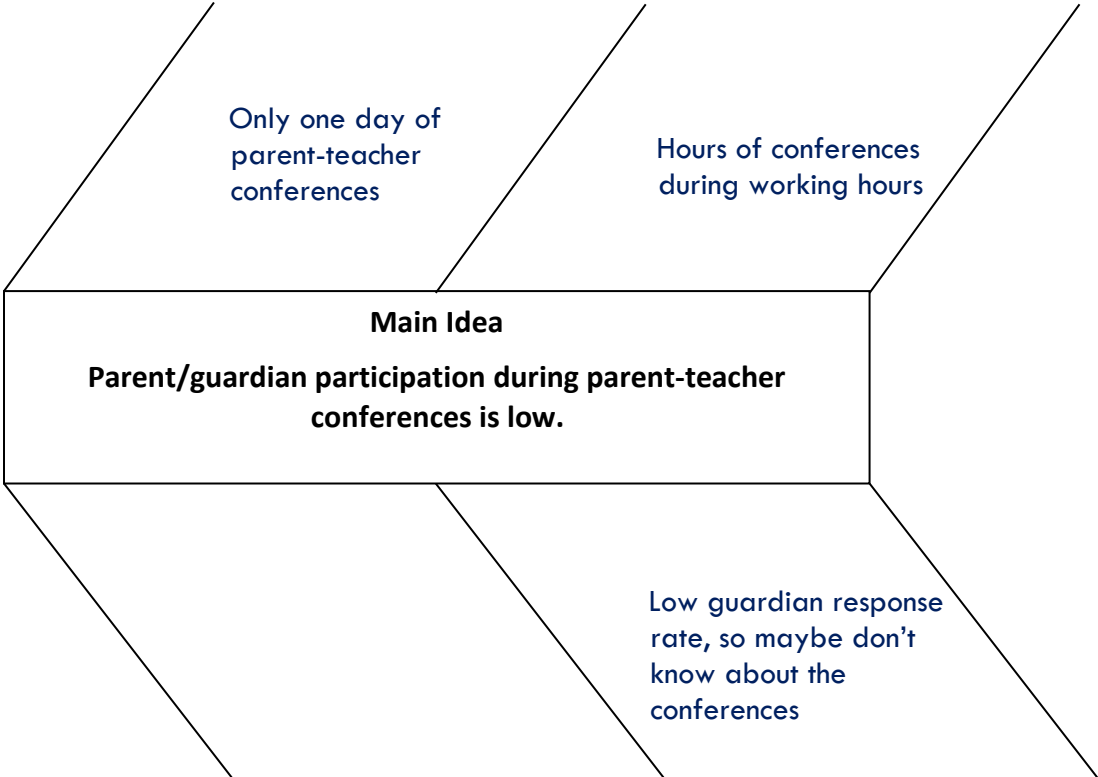 Only one day of
parent-teacher
conferences
Hours of conferences
during working hours
Main Idea
Parent/guardian participation during parent-teacher
conferences is low.
Low guardian response
rate, so maybe don’t
know about the
conferences